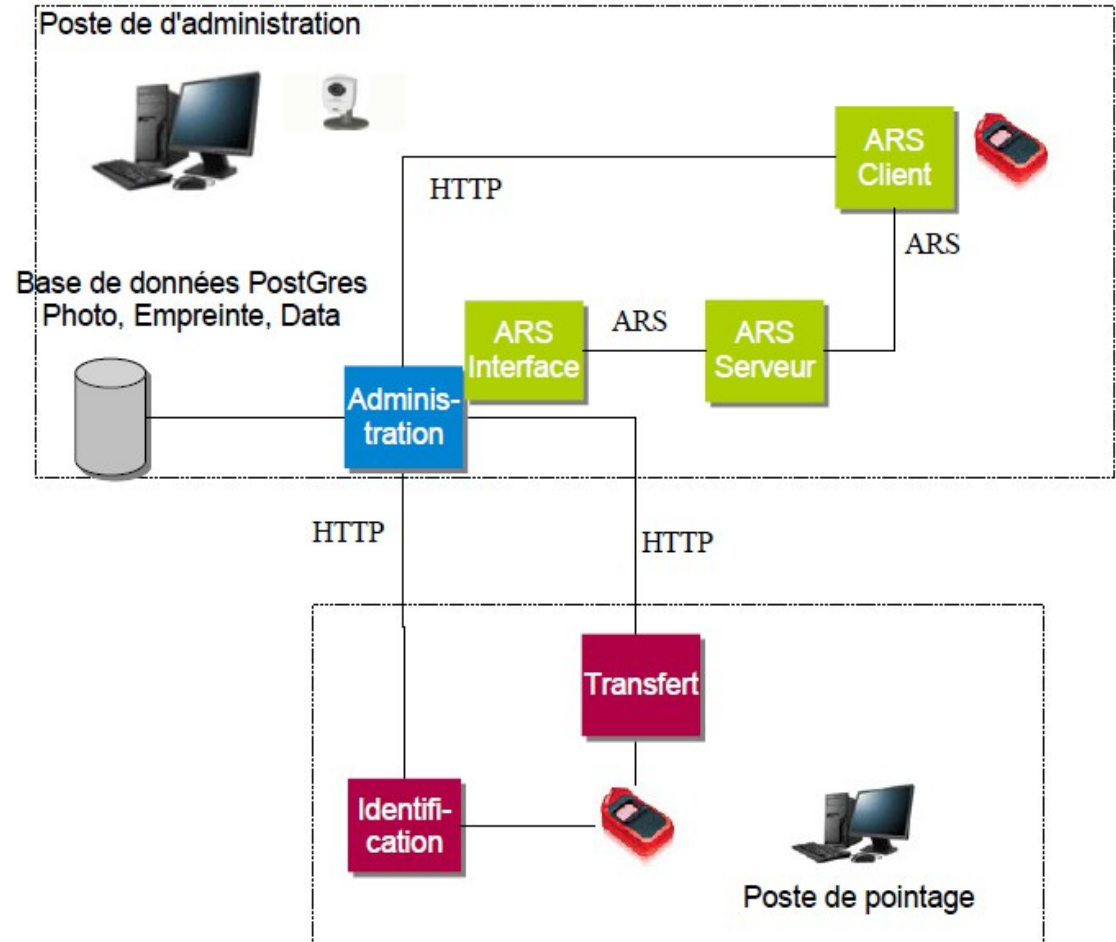 Poste de d'administration
ARS
Client
HTTP
ARS
Base de données PostGres
Photo, Empreinte, Data
ARS
Interface
ARS
ARS
Serveur
Adminis-
tration
HTTP
HTTP
Transfert
Identifi-
cation
Poste de pointage